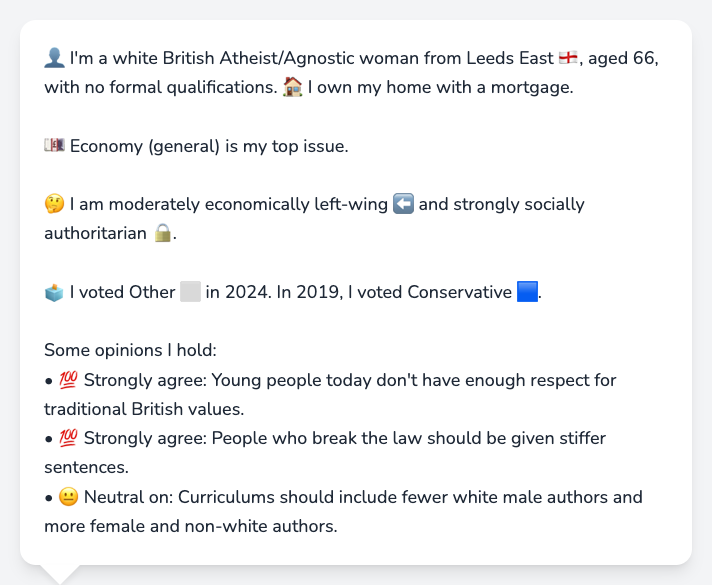 👤 I'm a white British Atheist/Agnostic woman from Leeds East 🏴󠁧󠁢󠁥󠁮󠁧󠁿, aged 66,
with no formal qualifications. 🏠 I own my home with a mortgage.
💷 Economy (general) is my top issue.
🤔 I am moderately economically left-wing ⬅️ and strongly socially
authoritarian 🔒.
🗳️ I voted Other ⬜ in 2024. In 2019, I voted Conservative 🟦.
Some opinions I hold:
• 💯 Strongly agree: Young people today don't have enough respect for
traditional British values.
• 💯 Strongly agree: People who break the law should be given stiffer
sentences.
• 😐 Neutral on: Curriculums should include fewer white male authors and
more female and non-white authors.